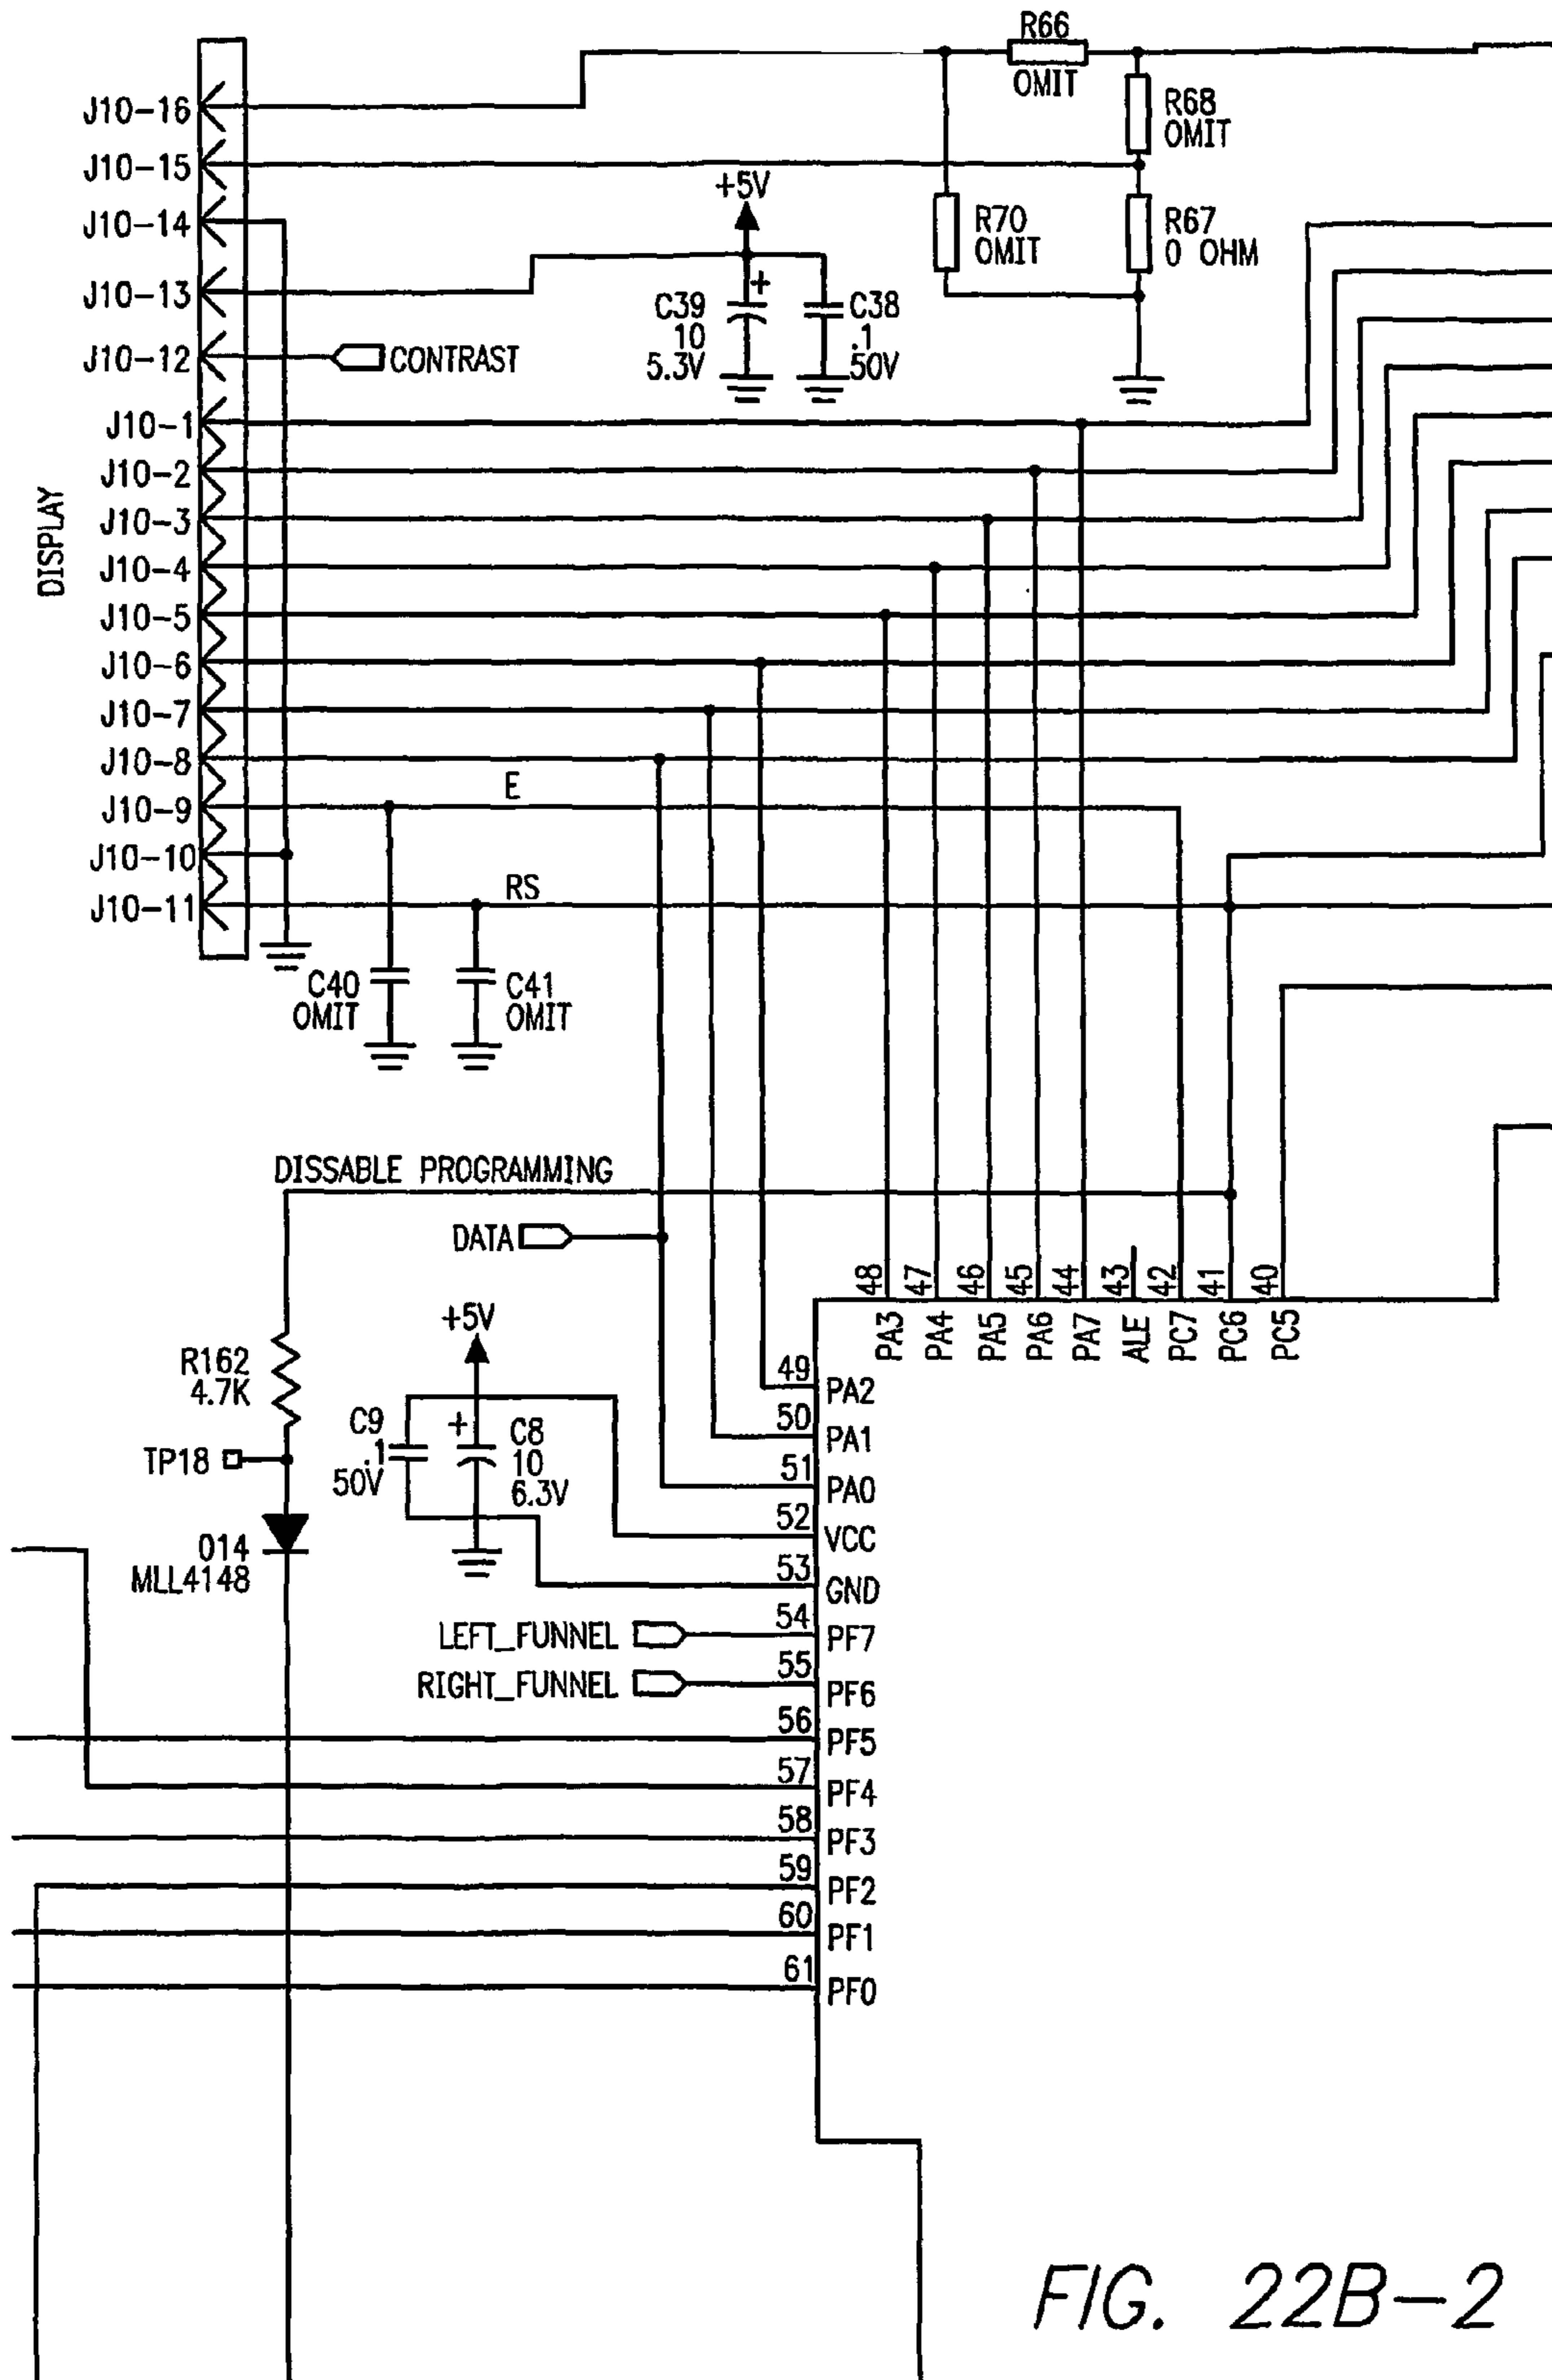 R66
OMIT
R68
OMIT
R70
OMIT
R67
0 OHM
+5V
+
C39
10
5.3V
C38
.1
50V
J10-16
J10-15
J10-14
J10-13
J10-12
CONTRAST
J10-1
J10-2
J10-3
J10-4
J10-5
J10-6
J10-7
J10-8
J10-9
J10-10
J10-11
DISPLAY
E
RS
C40
OMIT
C41
OMIT
DISSABLE PROGRAMMING
DATA
+5V
R162
4.7K
TP18
C9
.1
50V
+
C8
10
6.3V
014
MLL4148
LEFT_FUNNEL
RIGHT_FUNNEL
48 47 46 45 44 43 42 41 40
PA3 PA4 PA5 PA6 PA7 ALE PC7 PC6 PC5
49 PA2
50 PA1
51 PA0
52 VCC
53 GND
54 PF7
55 PF6
56 PF5
57 PF4
58 PF3
59 PF2
60 PF1
61 PF0
FIG. 22B-2